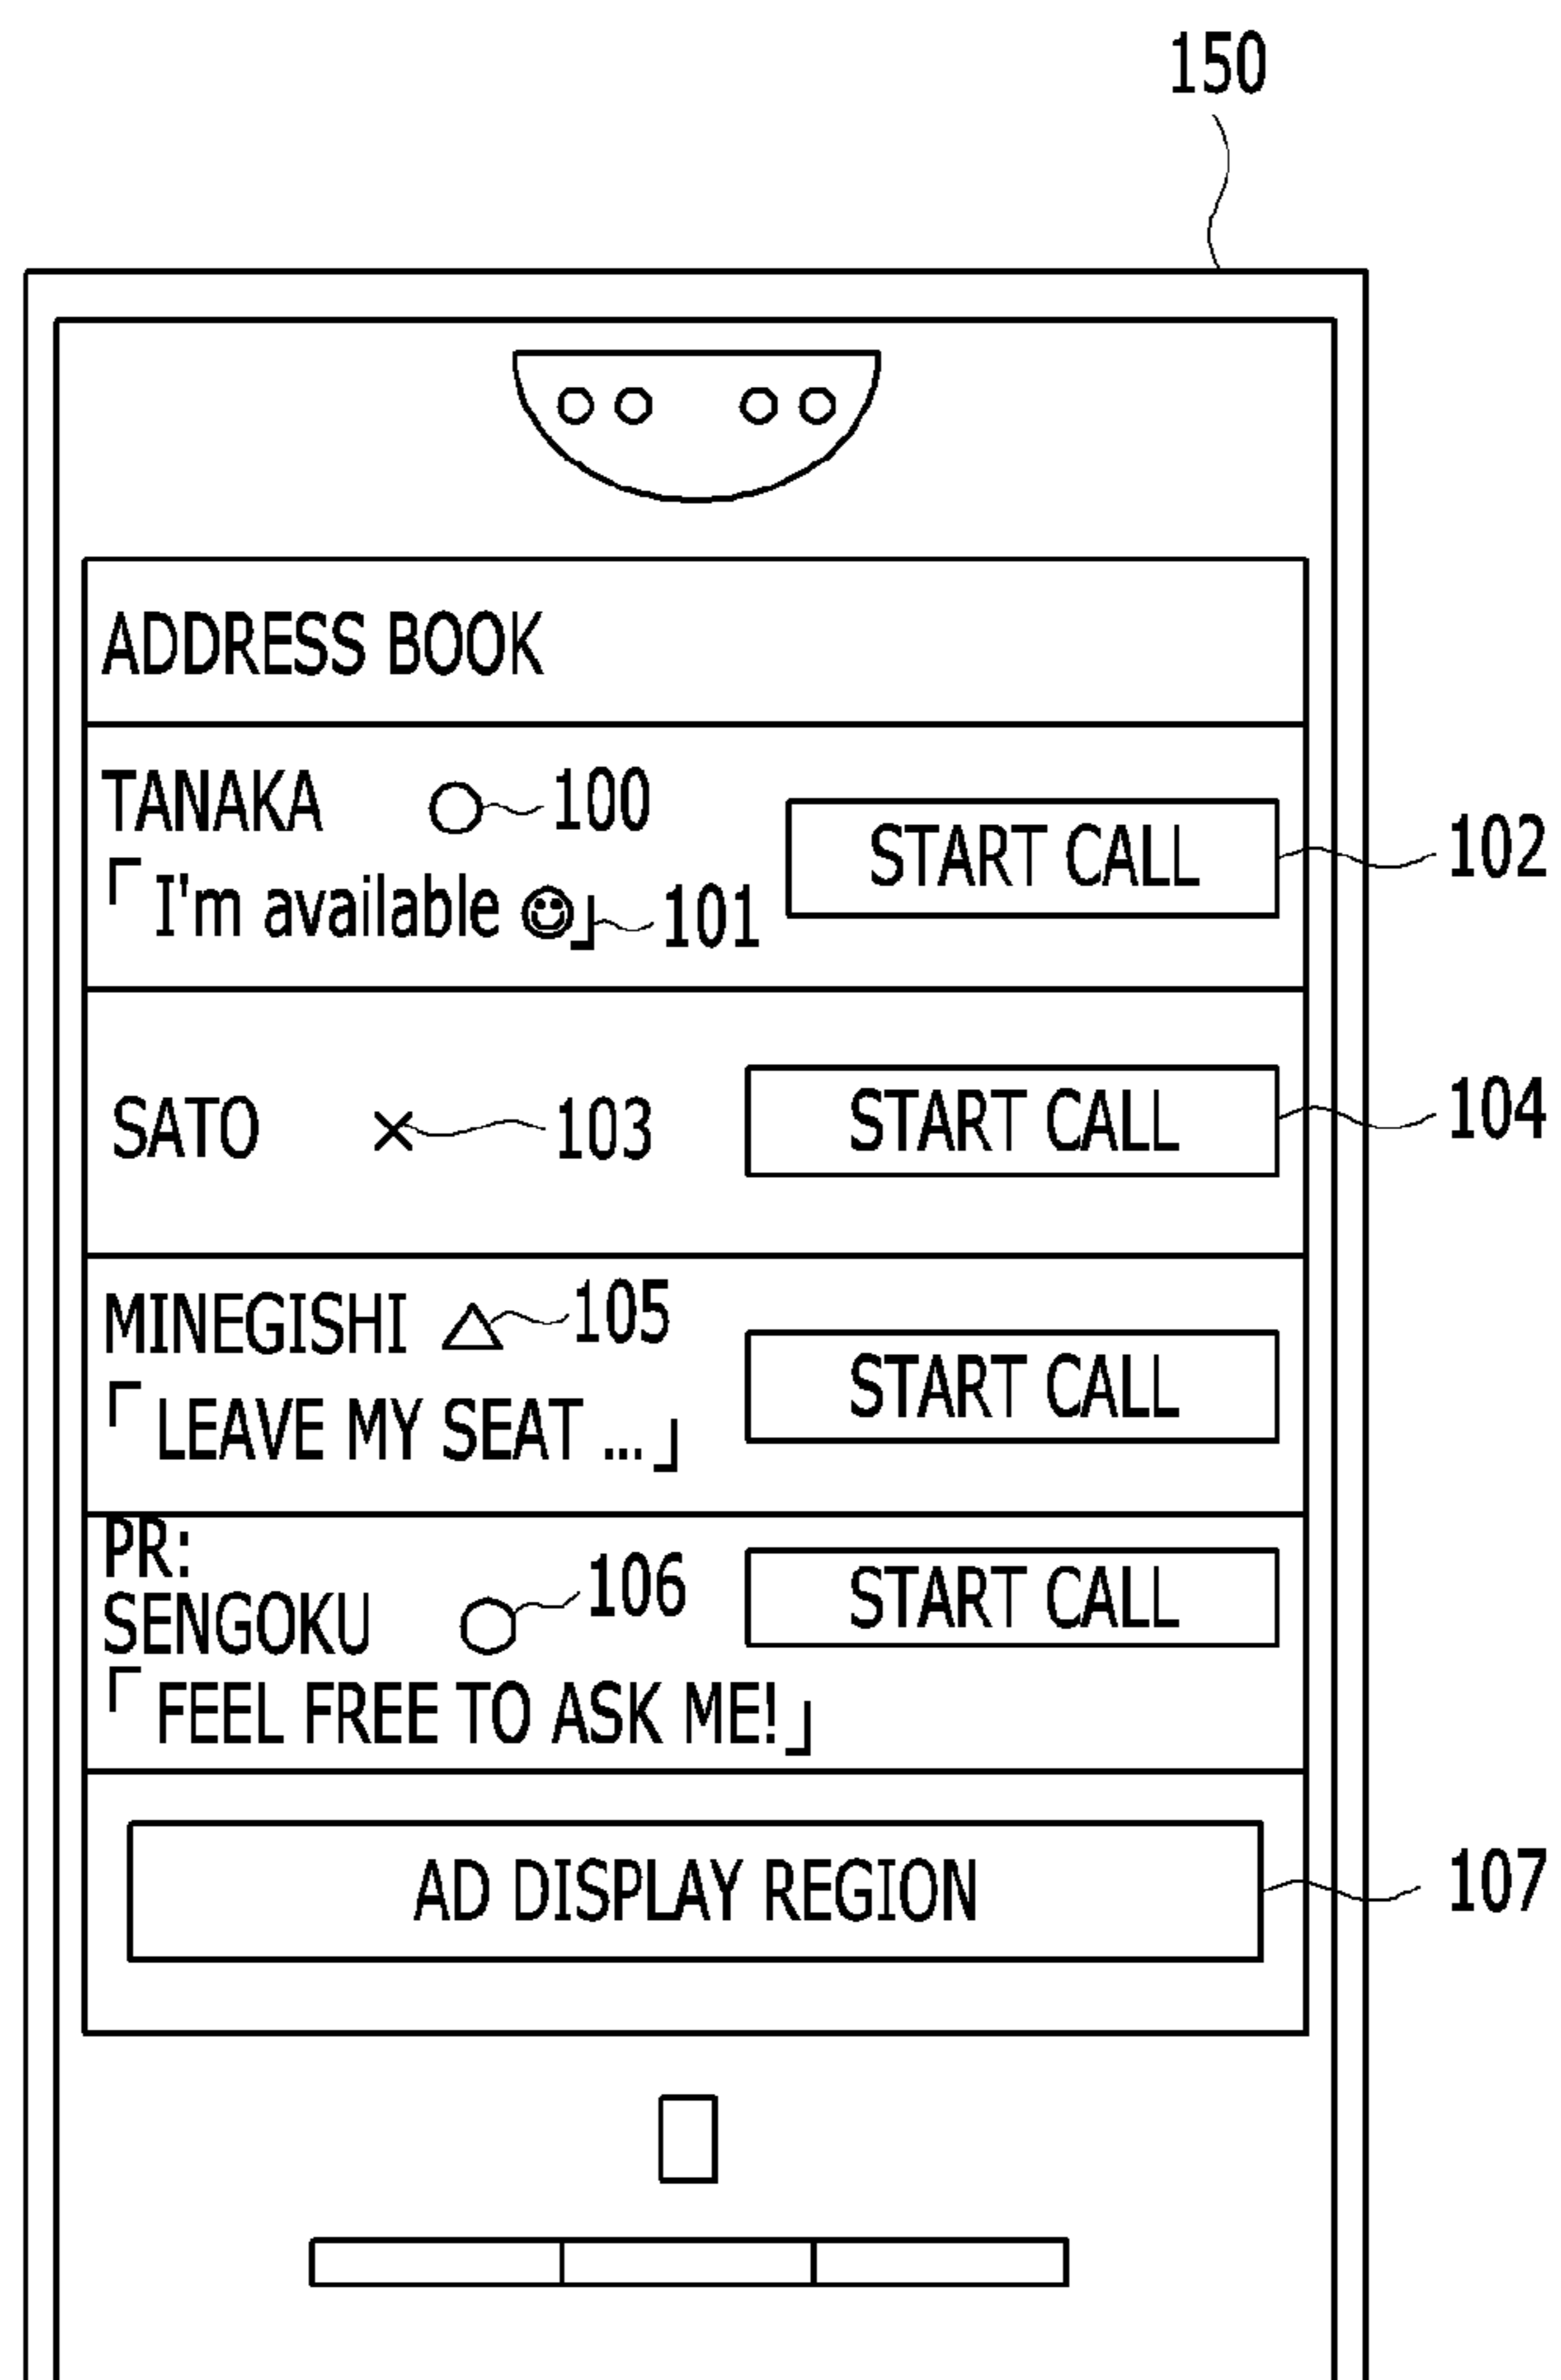 150
ADDRESS BOOK
TANAKA ○ 100
START CALL 102
「I'm available ☺」 101
SATO × 103 START CALL 104
MINEGISHI △ 105
START CALL
「LEAVE MY SEAT ...」
PR:
SENGOKU ○ 106 START CALL
「FEEL FREE TO ASK ME!」
AD DISPLAY REGION 107